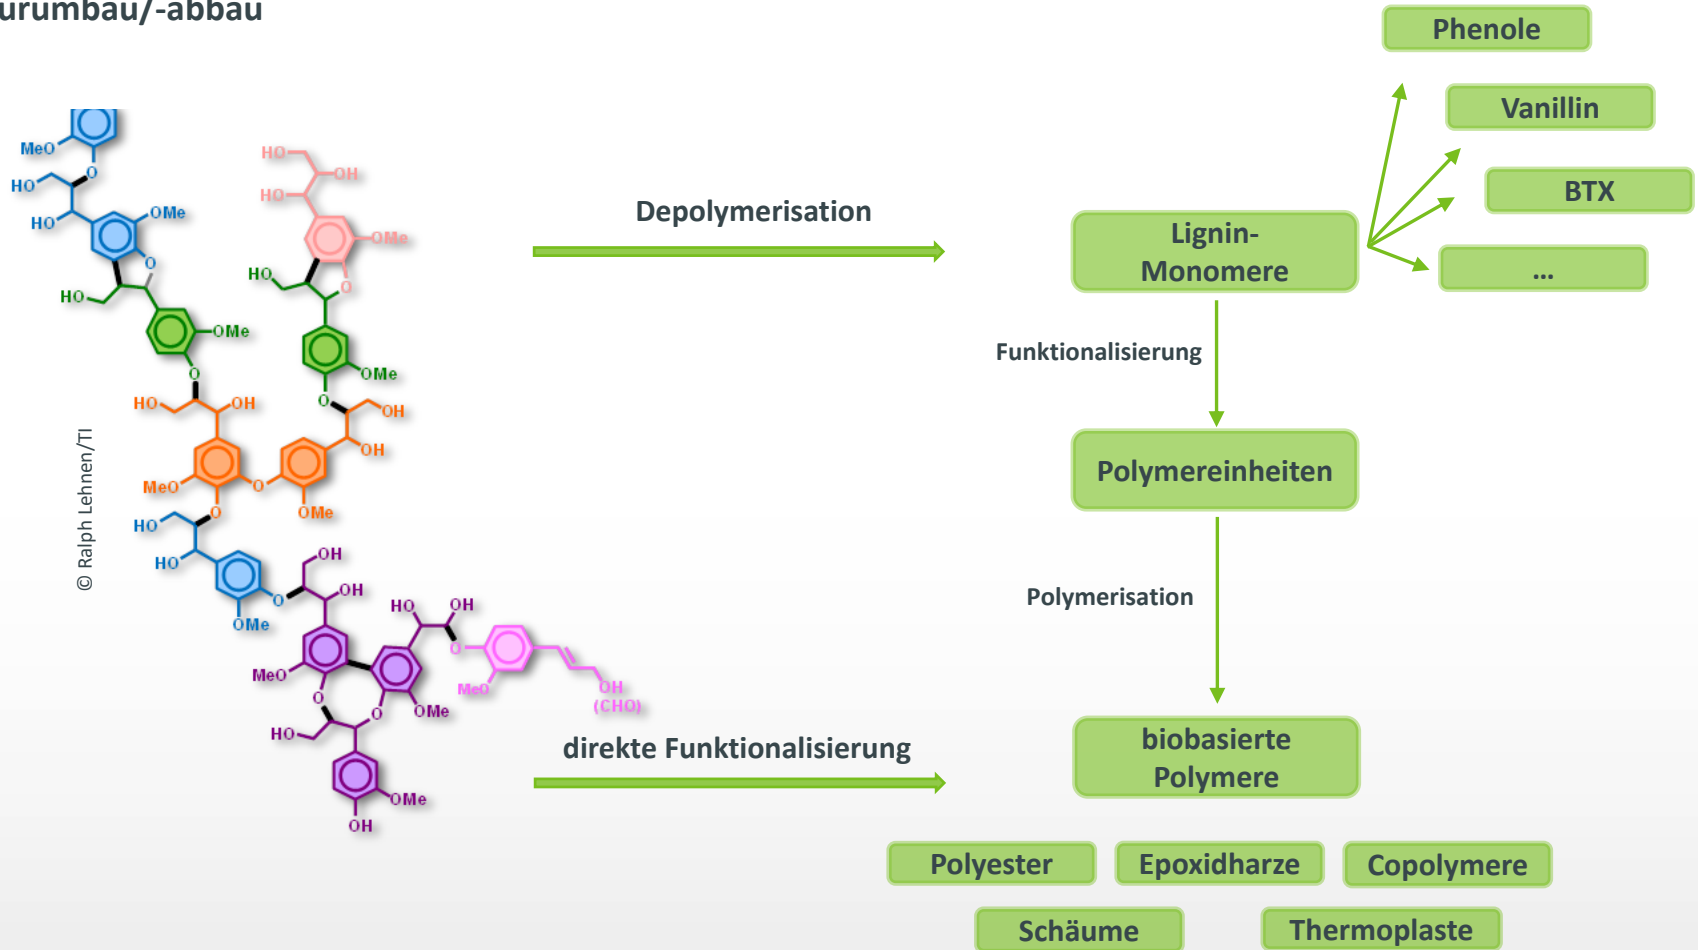 urumbau/-abbau
Phenole
Vanillin
BTX
...
Depolymerisation
Lignin-
Monomere
Funktionalisierung
Polymereinheiten
Polymerisation
direkte Funktionalisierung
biobasierte
Polymere
Polyester
Epoxidharze
Copolymere
Schäume
Thermoplaste
© Ralph Lehnen/TI
MeO
O
HO
HO
OMe
O
HO
OMe
O
HO
OH
HO
OMe
HO
O
OMe
O
HO
OH
OH
MeO
O
OMe
O
HO
HO
O
OMe
OH
OH
HO
OH
MeO
O
MeO
OH
(CHO)
O
O
OMe
HO
OMe
OH